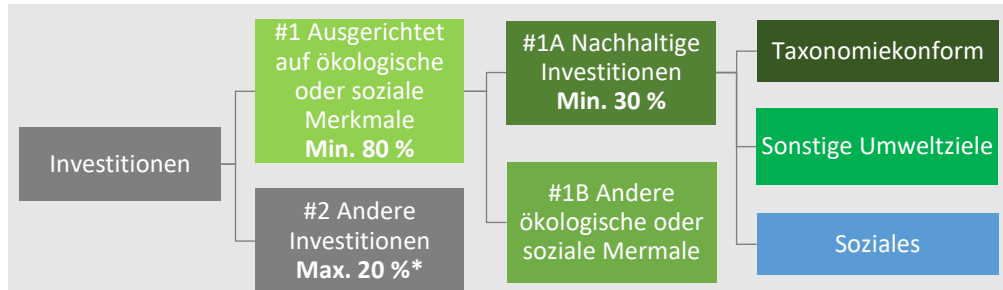 Investitionen
#1 Ausgerichtet
auf ökologische
oder soziale
Merkmale
Min. 80 %
#2 Andere
Investitionen
Max. 20 %*
#1A Nachhaltige
Investitionen
Min. 30 %
#1B Andere
ökologische oder
soziale Mermale
Taxonomiekonform
Sonstige Umweltziele
Soziales